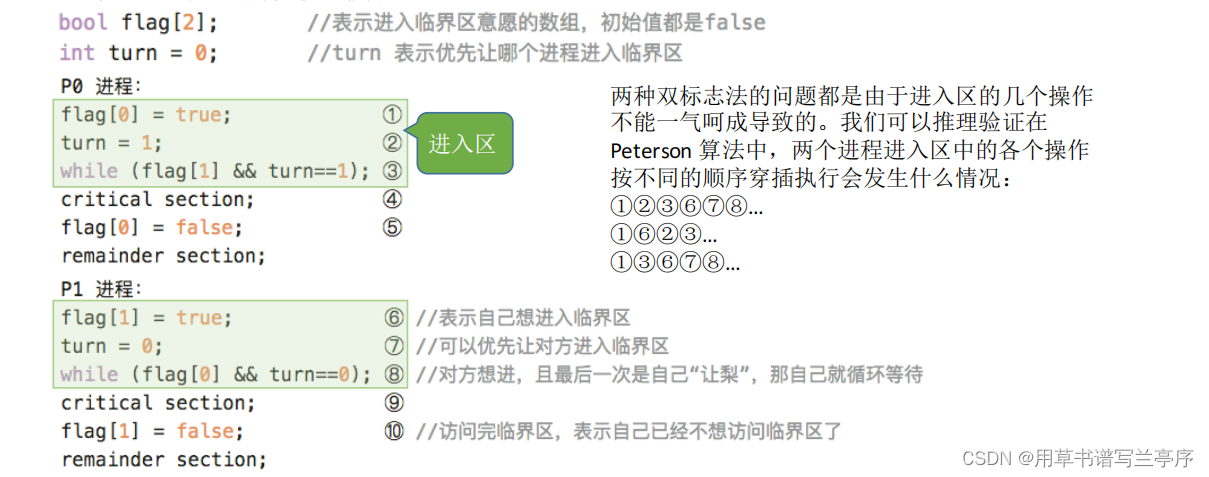 bool flag[2]; //表示进入临界区意愿的数组，初始值都是false
int turn = 0; //turn 表示优先让哪个进程进入临界区
P0 进程：
flag[0] = true; ①
turn = 1; ②
while (flag[1] && turn==1); ③
critical section; ④
flag[0] = false; ⑤
remainder section;
进入区
两种双标志法的问题都是由于进入区的几个操作
不能一气呵成导致的。我们可以推理验证在
Peterson 算法中，两个进程进入区中的各个操作
按不同的顺序穿插执行会发生什么情况：
①②③⑥⑦⑧...
①⑥②③...
①③⑥⑦⑧...
P1 进程：
flag[1] = true; ⑥ //表示自己想进入临界区
turn = 0; ⑦ //可以优先让对方进入临界区
while (flag[0] && turn==0); ⑧ //对方想进，且最后一次是自己“让梨”，那自己就循环等待
critical section; ⑨
flag[1] = false; ⑩ //访问完临界区，表示自己已经不想访问临界区了
remainder section;
CSDN @用草书谱写兰亭序